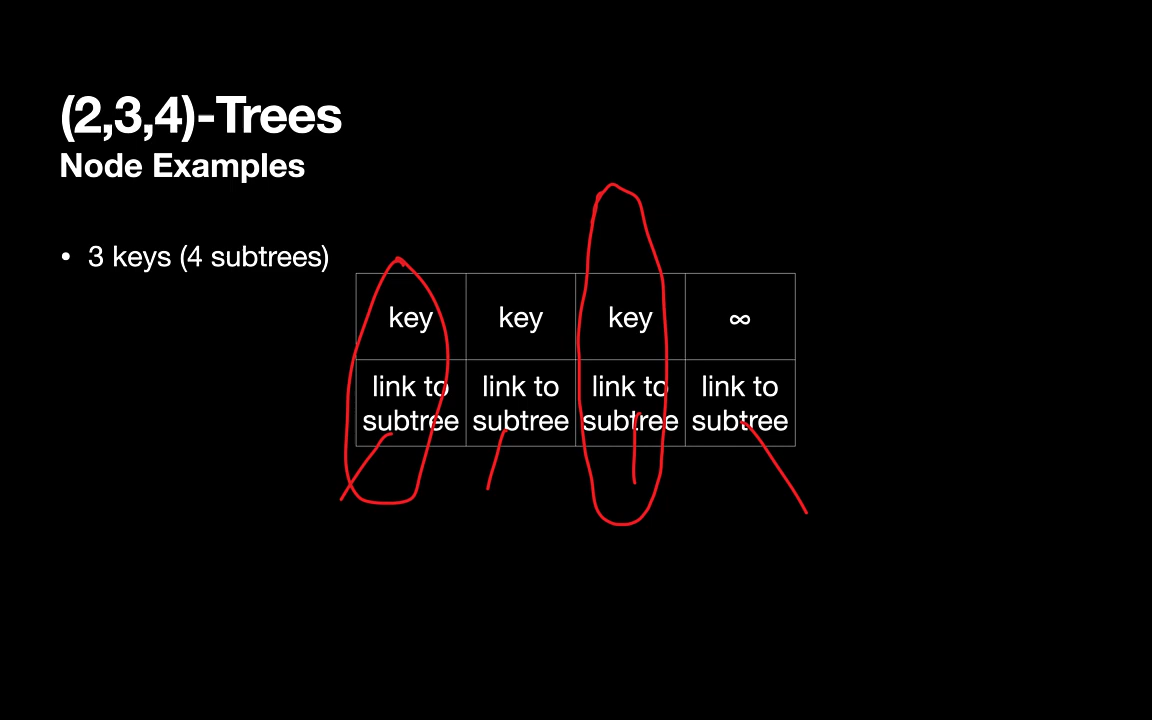 (2,3,4)-Trees
Node Examples
• 3 keys (4 subtrees)
key key key ∞
link to link to link to link to
subtree subtree subtree subtree